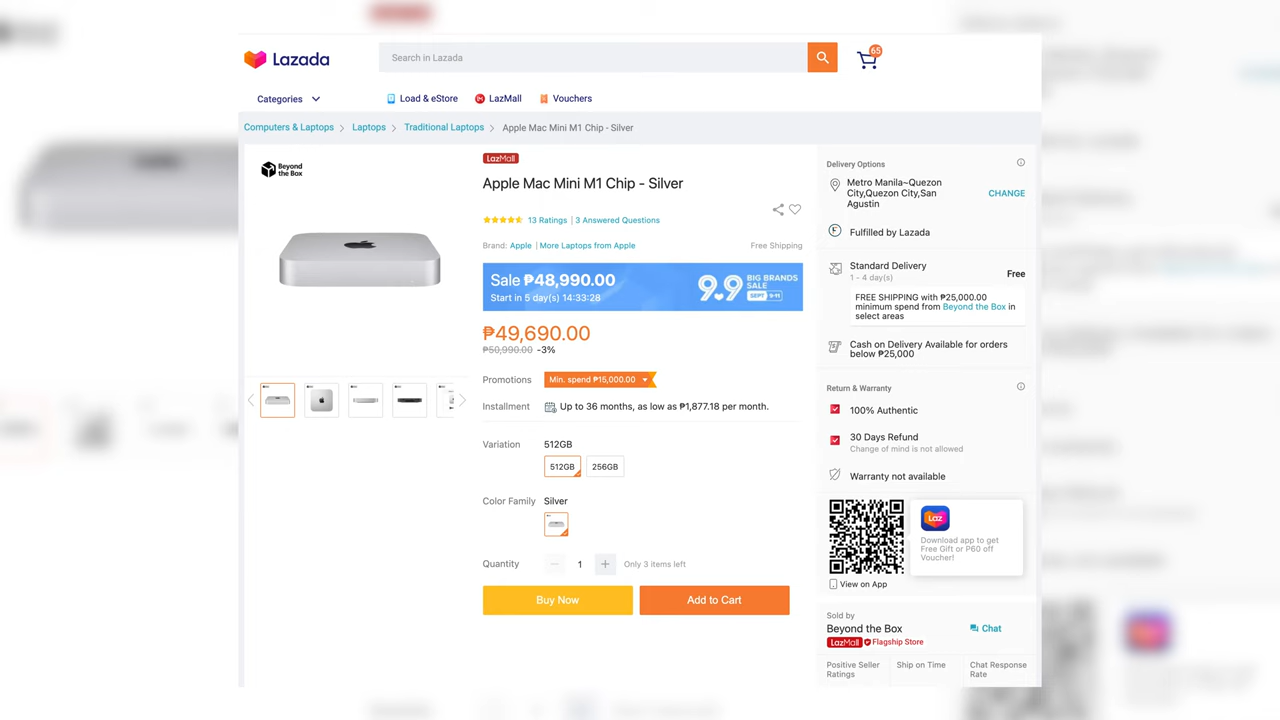 Lazada
Search in Lazada
65
Categories
Load & eStore
LazMall
Vouchers
Computers & Laptops
Laptops
Traditional Laptops
Apple Mac Mini M1 Chip - Silver
Beyond
the Box
LazMall
Apple Mac Mini M1 Chip - Silver
13 Ratings | 3 Answered Questions
Brand: Apple | More Laptops from Apple
Free Shipping
Sale ₱48,990.00
Start in 5 day(s) 14:33:28
9.9 BIG BRANDS
SALE
SEPT 9-11
₱49,690.00
₱50,990.00 -3%
Promotions
Min. spend ₱15,000.00
Installment
Up to 36 months, as low as ₱1,877.18 per month.
Variation
512GB
512GB
256GB
Color Family
Silver
Quantity
1
Only 3 items left
Buy Now
Add to Cart
Delivery Options
Metro Manila~Quezon
City,Quezon City,San
Agustin
CHANGE
Fulfilled by Lazada
Standard Delivery
1 - 4 day(s)
Free
FREE SHIPPING with ₱25,000.00
minimum spend from Beyond the Box in
select areas
Cash on Delivery Available for orders
below ₱25,000
Return & Warranty
100% Authentic
30 Days Refund
Change of mind is not allowed
Warranty not available
Laz
Download app to get
Free Gift or P60 off
Voucher!
View on App
Sold by
Beyond the Box
Chat
LazMall Flagship Store
Positive Seller
Ratings
Ship on Time
Chat Response
Rate